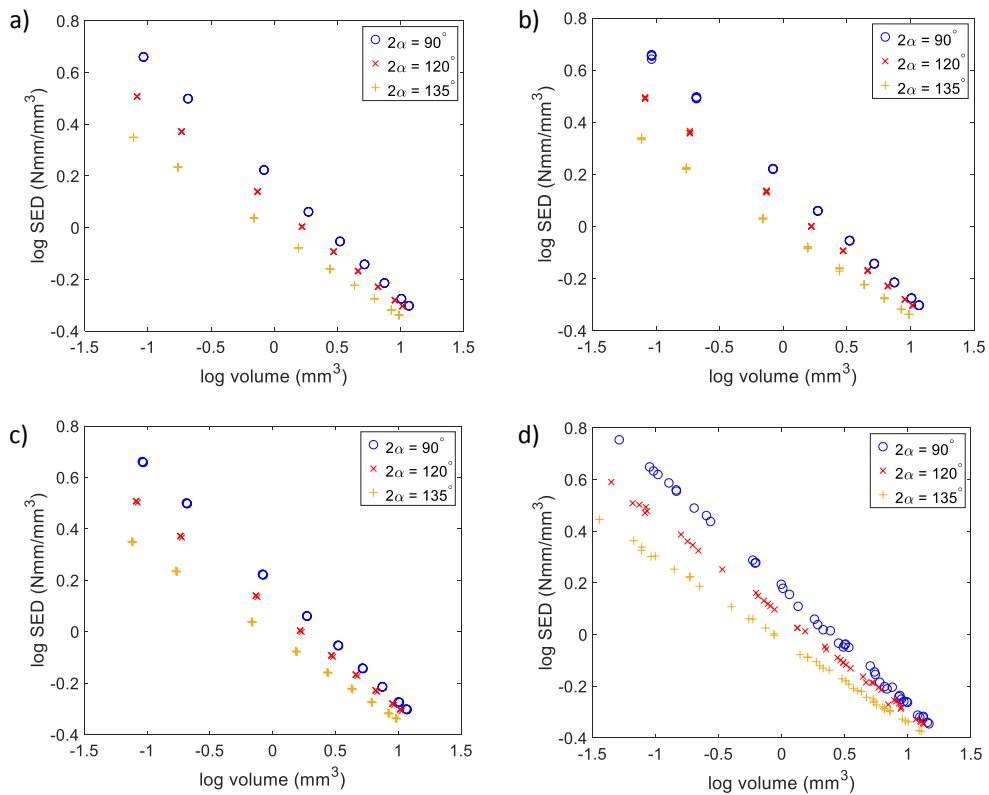 a)
0.8
0.6
0.4
0.2
0
-0.2
-0.4
-1.5
-1
-0.5
0
0.5
1
1.5
log SED (Nmm/mm³)
log volume (mm³)
2α = 90°
2α = 120°
2α = 135°
b)
0.8
0.6
0.4
0.2
0
-0.2
-0.4
-1.5
-1
-0.5
0
0.5
1
1.5
log SED (Nmm/mm³)
log volume (mm³)
2α = 90°
2α = 120°
2α = 135°
c)
0.8
0.6
0.4
0.2
0
-0.2
-0.4
-1.5
-1
-0.5
0
0.5
1
1.5
log SED (Nmm/mm³)
log volume (mm³)
2α = 90°
2α = 120°
2α = 135°
d)
0.8
0.6
0.4
0.2
0
-0.2
-0.4
-1.5
-1
-0.5
0
0.5
1
1.5
log SED (Nmm/mm³)
log volume (mm³)
2α = 90°
2α = 120°
2α = 135°